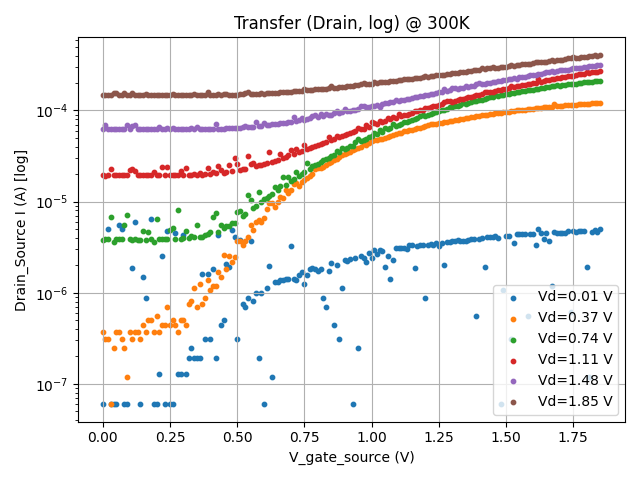 Transfer (Drain, log) @ 300K
Drain_Source I (A) [log]
10⁻⁴
10⁻⁵
10⁻⁶
10⁻⁷
Vd=0.01 V
Vd=0.37 V
Vd=0.74 V
Vd=1.11 V
Vd=1.48 V
Vd=1.85 V
0.00 0.25 0.50 0.75 1.00 1.25 1.50 1.75
V_gate_source (V)